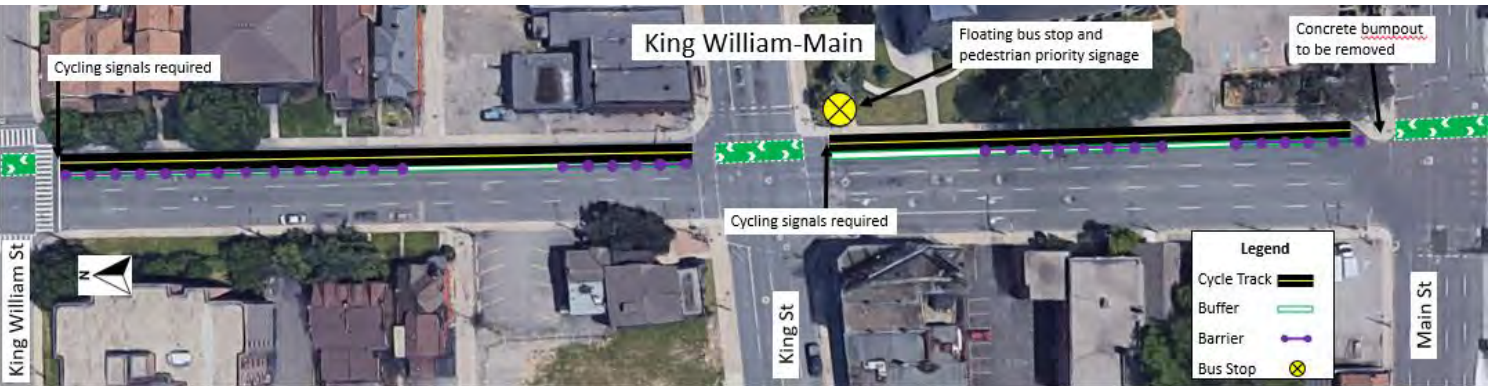 King William-Main
Floating bus stop and
pedestrian priority signage
Concrete bumpout
to be removed
Cycling signals required
Cycling signals required
King William St
N
King St
Main St
Legend
Cycle Track
Buffer
Barrier
Bus Stop